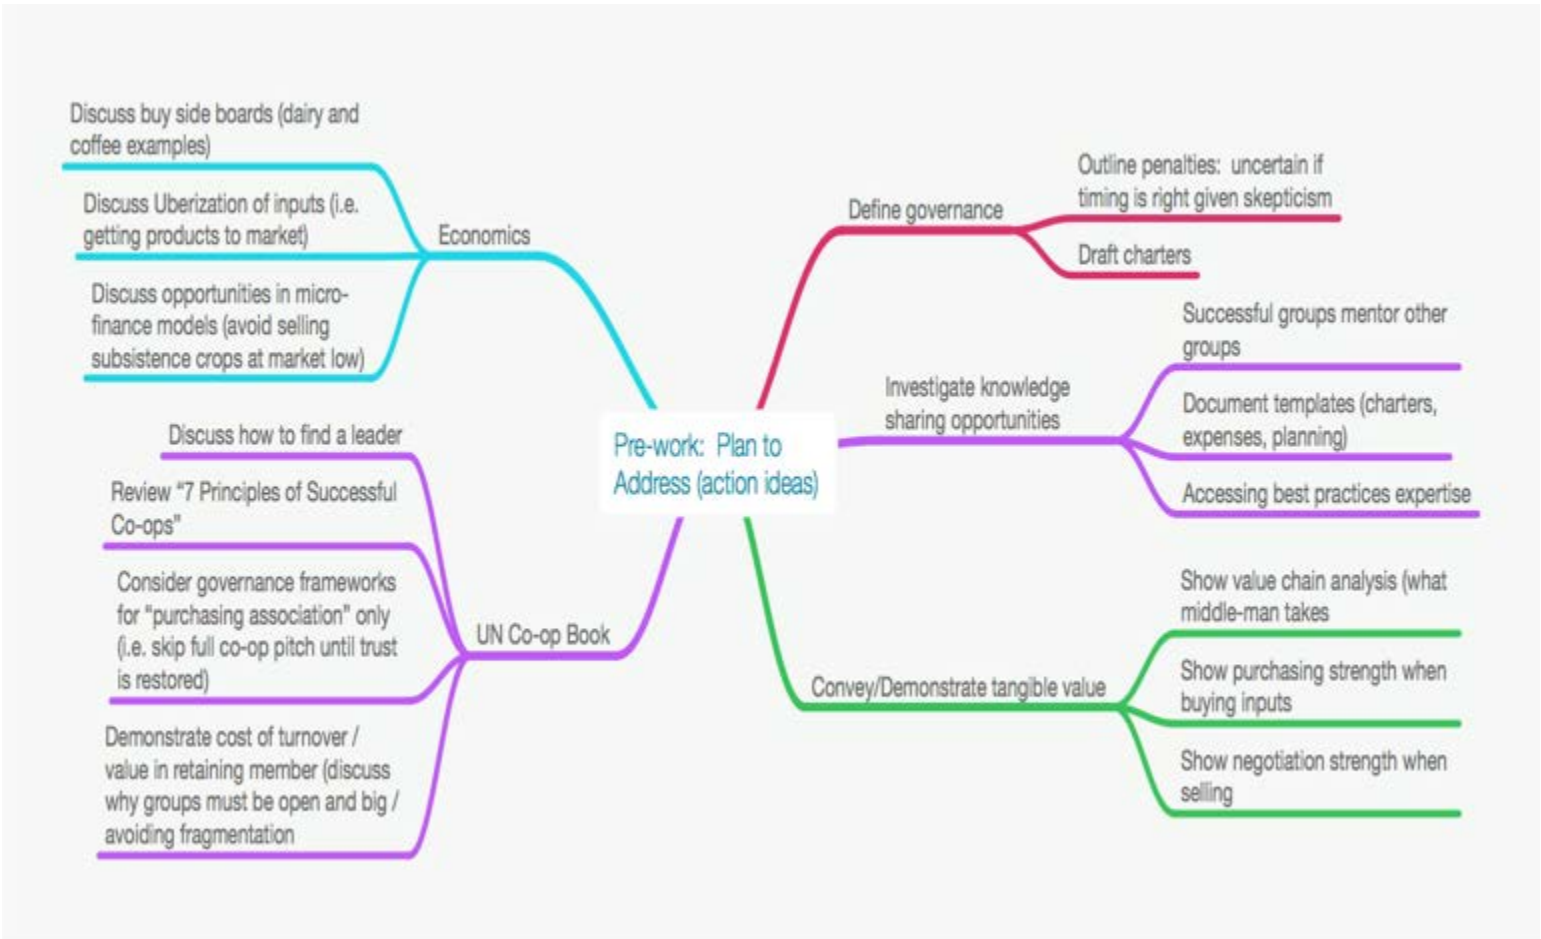 Pre-work:  Plan to
Address (action ideas)
Economics
Discuss buy side boards (dairy and
coffee examples)
Discuss Uberization of inputs (i.e.
getting products to market)
Discuss opportunities in micro-
finance models (avoid selling
subsistence crops at market low)
UN Co-op Book
Discuss how to find a leader
Review “7 Principles of Successful
Co-ops”
Consider governance frameworks
for “purchasing association” only
(i.e. skip full co-op pitch until trust
is restored)
Demonstrate cost of turnover /
value in retaining member (discuss
why groups must be open and big /
avoiding fragmentation
Define governance
Outline penalties:  uncertain if
timing is right given skepticism
Draft charters
Investigate knowledge
sharing opportunities
Successful groups mentor other
groups
Document templates (charters,
expenses, planning)
Accessing best practices expertise
Convey/Demonstrate tangible value
Show value chain analysis (what
middle-man takes
Show purchasing strength when
buying inputs
Show negotiation strength when
selling